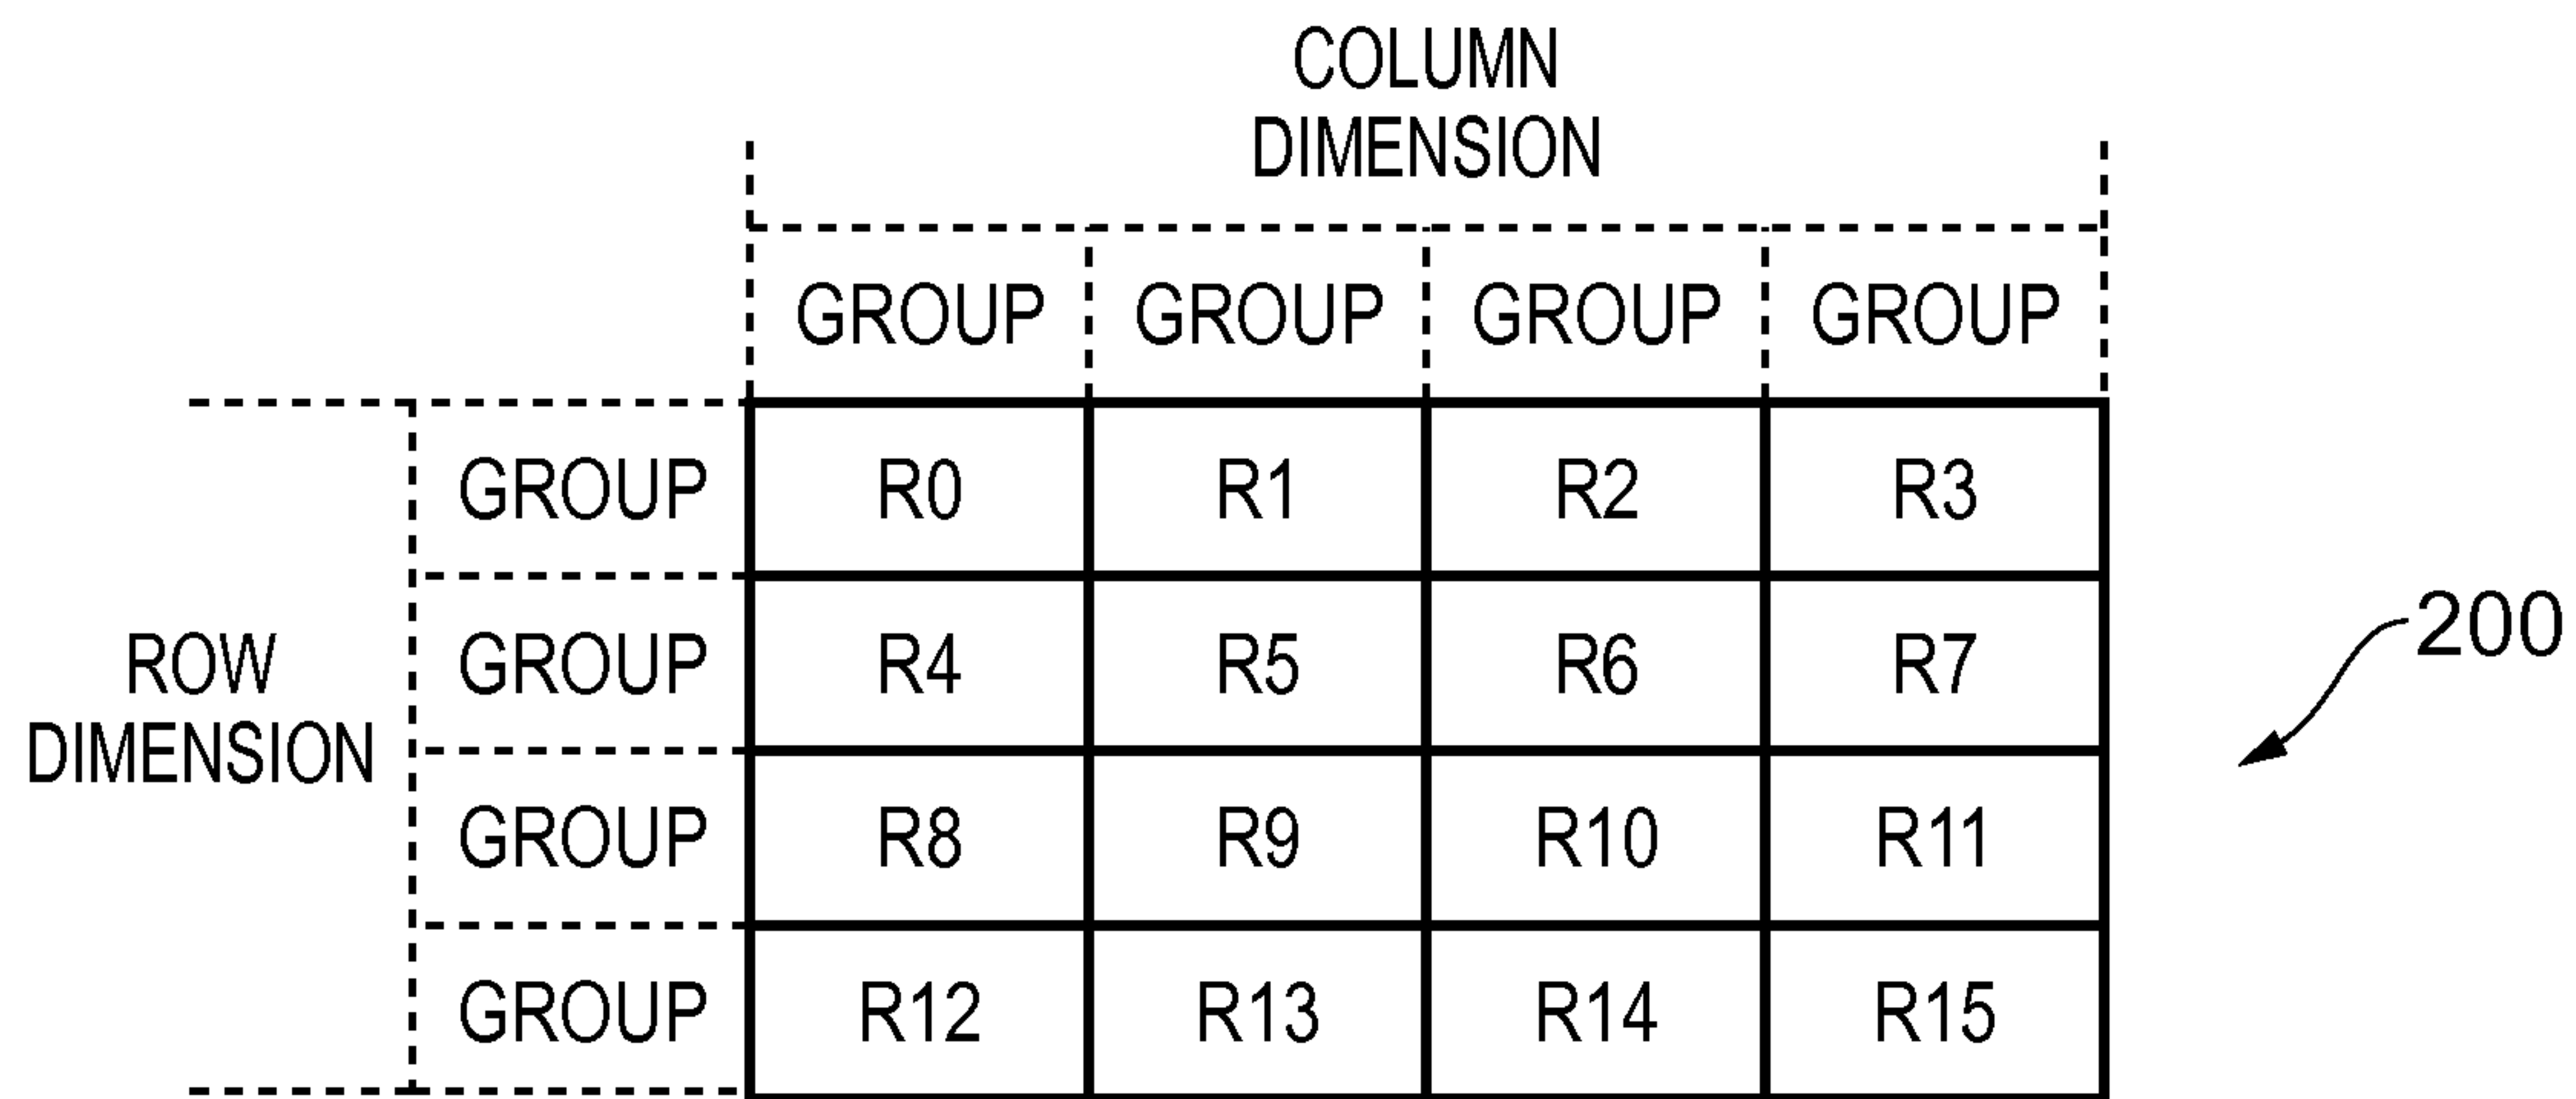 COLUMN
DIMENSION
GROUP GROUP GROUP GROUP
GROUP R0 R1 R2 R3
GROUP R4 R5 R6 R7
ROW
DIMENSION
200
GROUP R8 R9 R10 R11
GROUP R12 R13 R14 R15